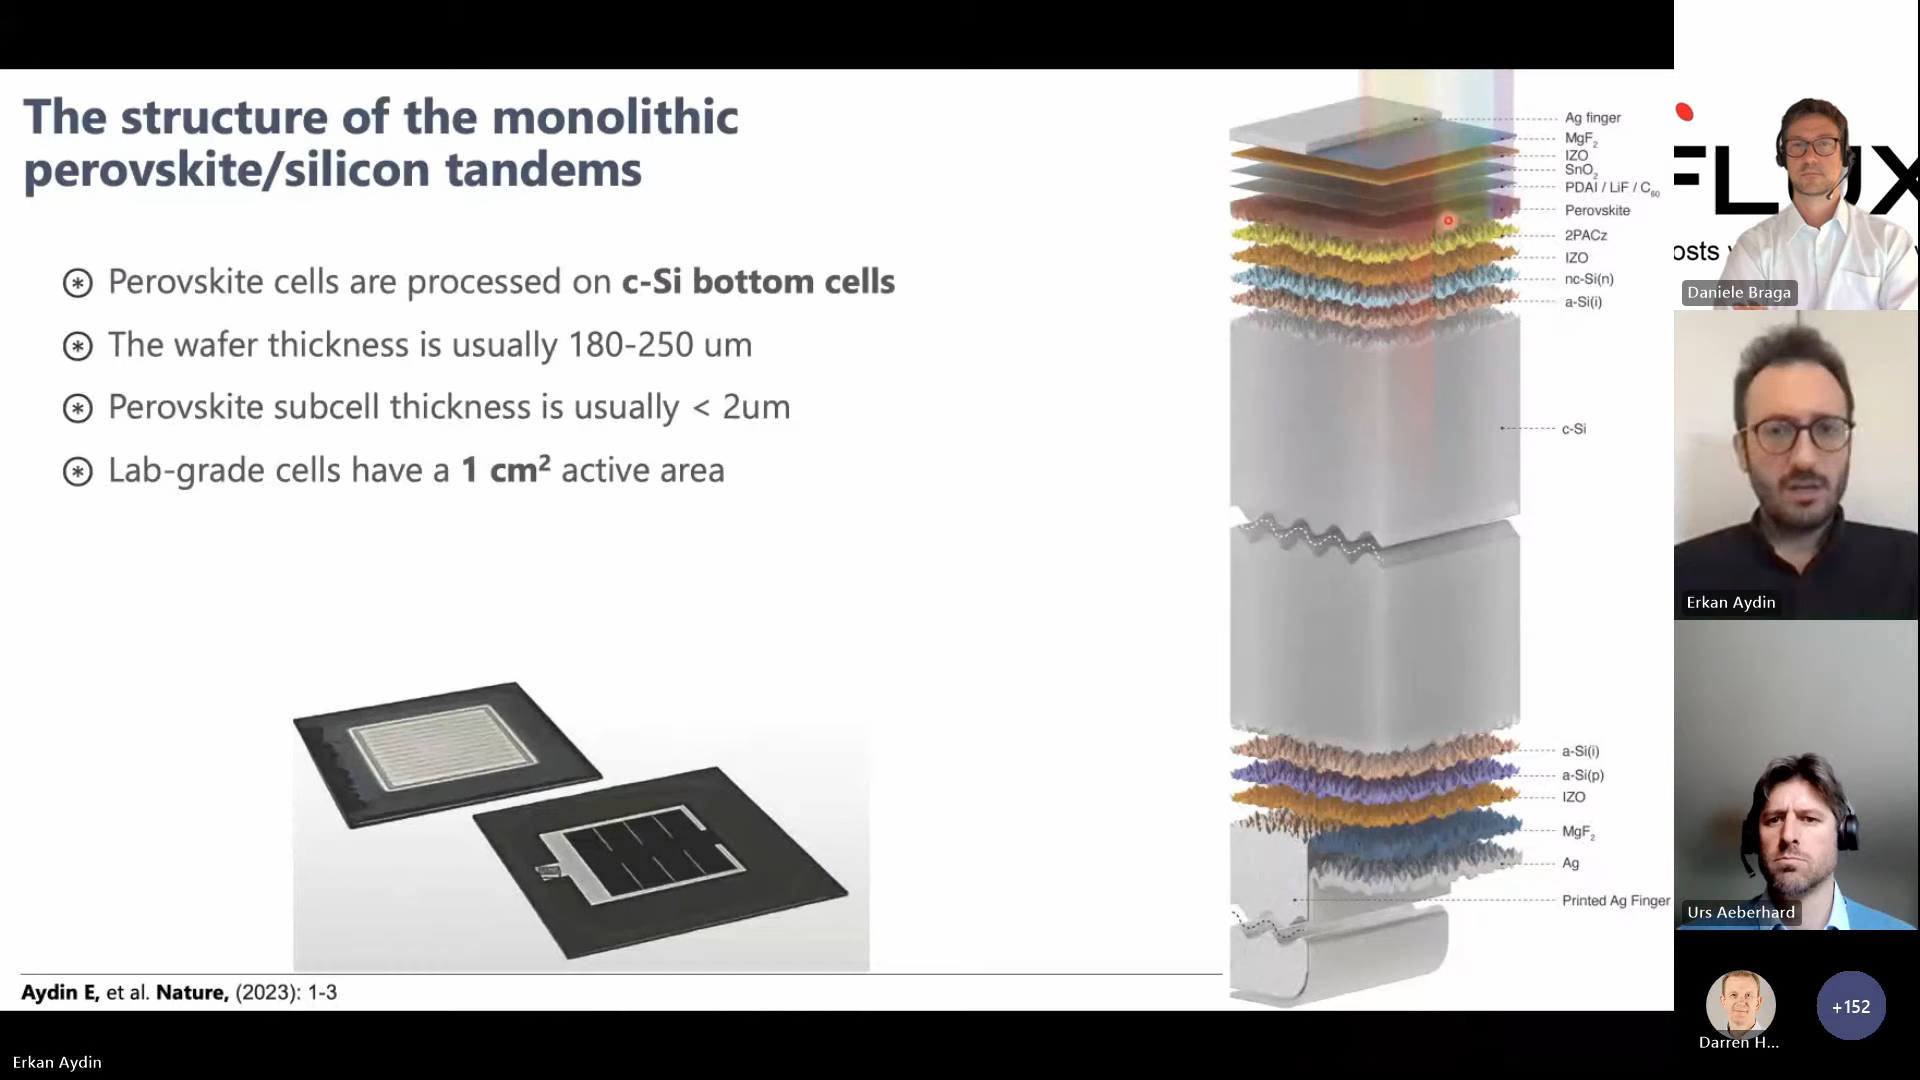 The structure of the monolithic
perovskite/silicon tandems
Perovskite cells are processed on c-Si bottom cells
The wafer thickness is usually 180-250 um
Perovskite subcell thickness is usually < 2um
Lab-grade cells have a 1 cm² active area
Ag finger
MgF₂
IZO
SnO₂
PDAI / LiF / C₆₀
Perovskite
2PACz
IZO
nc-Si(n)
a-Si(i)
c-Si
a-Si(i)
a-Si(p)
IZO
MgF₂
Ag
Printed Ag Finger
Aydin E, et al. Nature, (2023): 1-3
Erkan Aydin
FLUX
osts
Daniele Braga
Erkan Aydin
Urs Aeberhard
Darren H...
+152